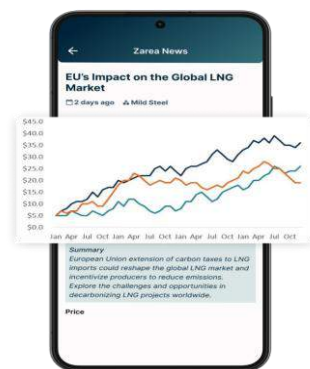 Zarea News
EU's Impact on the Global LNG
Market
2 days ago Mild Steel
$45.0
$40.0
$35.0
$30.0
$25.0
$20.0
$15.0
$10.0
$5.0
$0.0
Jan Apr Jul Oct Jan Apr Jul Oct Jan Apr Jul Oct Jan Apr Jul Oct
Summary
European Union extension of carbon taxes to LNG
imports could reshape the global LNG market and
incentivize producers to reduce emissions.
Explore the challenges and opportunities in
decarbonizing LNG projects worldwide.
Price